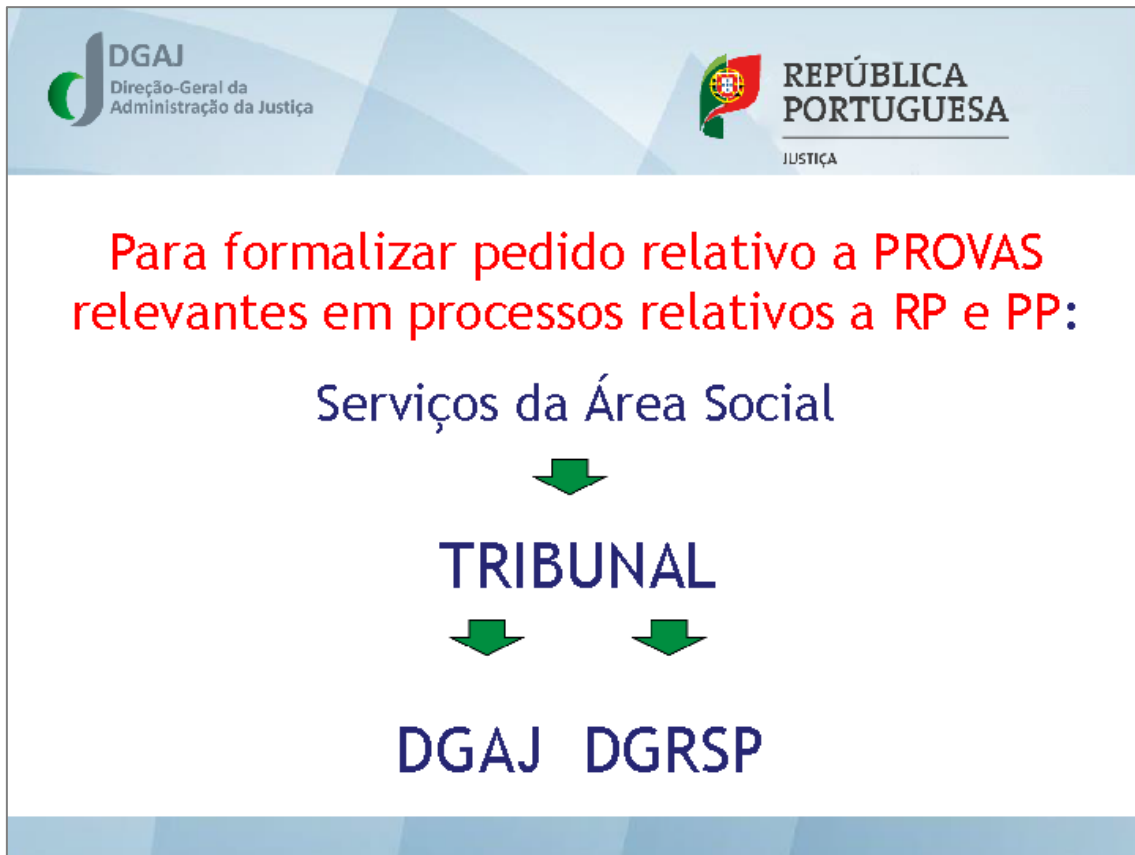 DGAJ
Direção-Geral da
Administração da Justiça
REPÚBLICA
PORTUGUESA
JUSTIÇA
Para formalizar pedido relativo a PROVAS
relevantes em processos relativos a RP e PP:
Serviços da Área Social
TRIBUNAL
DGAJ DGRSP